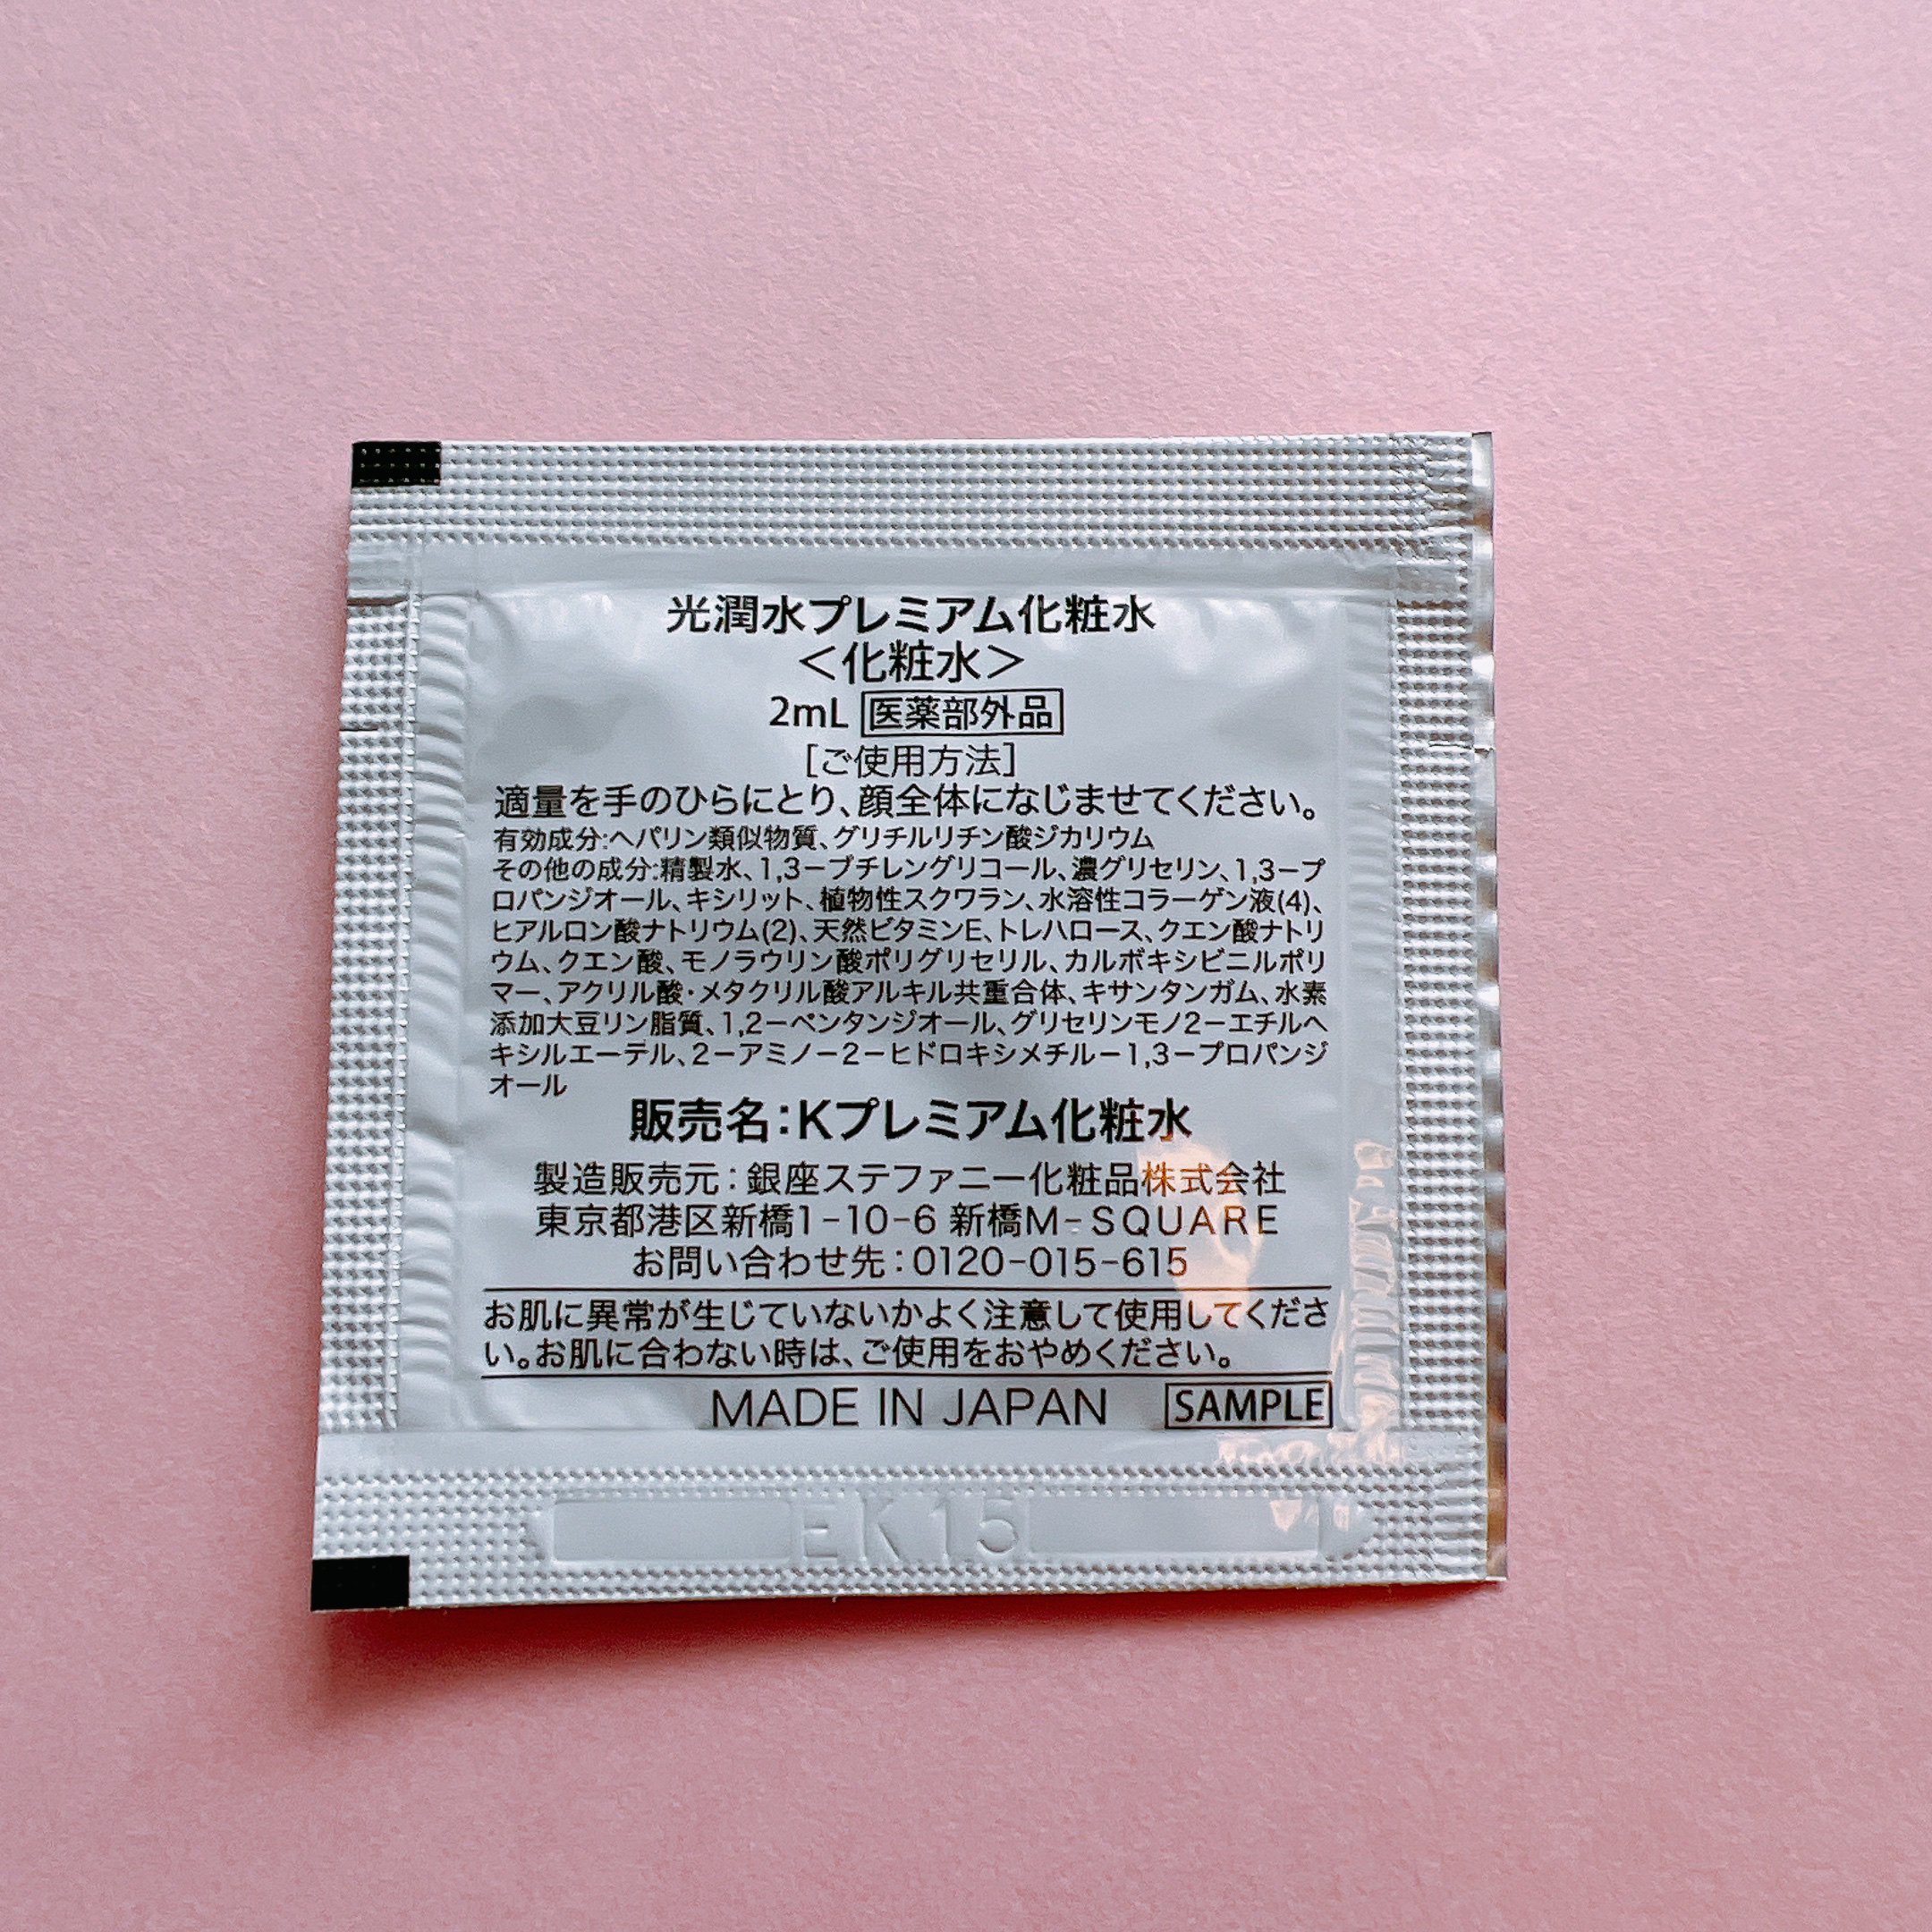 光潤水プレミアム化粧水
＜化粧水＞
2mL 医薬部外品
[ご使用方法]
適量を手のひらにとり、顔全体になじませてください。
有効成分:ヘパリン類似物質、グリチルリチン酸ジカリウム
その他の成分:精製水、1,3ーブチレングリコール、濃グリセリン、1,3ープ
ロパンジオール、キシリット、植物性スクワラン、水溶性コラーゲン液(4)、
ヒアルロン酸ナトリウム(2)、天然ビタミンE、トレハロース、クエン酸ナトリ
ウム、クエン酸、モノラウリン酸ポリグリセリル、カルボキシビニルポリ
マー、アクリル酸・メタクリル酸アルキル共重合体、キサンタンガム、水素
添加大豆リン脂質、1,2ーペンタンジオール、グリセリンモノ2ーエチルヘ
キシルエーテル、2ーアミノー2ーヒドロキシメチルー1,3ープロパンジ
オール
販売名：Kプレミアム化粧水
製造販売元：銀座ステファニー化粧品株式会社
東京都港区新橋1-10-6 新橋M-SQUARE
お問い合わせ先：0120-015-615
お肌に異常が生じていないかよく注意して使用してくださ
い。お肌に合わない時は、ご使用をおやめください。
MADE IN JAPAN SAMPLE
EK15